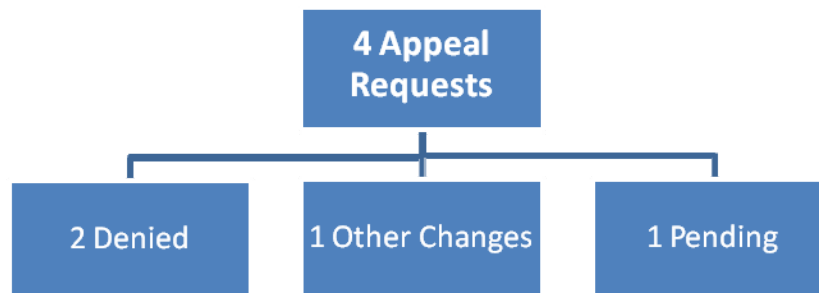 4 Appeal
Requests
2 Denied
1 Other Changes
1 Pending